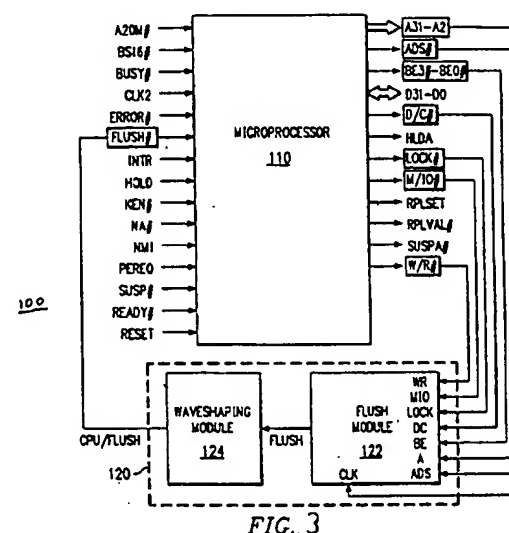 A20M#
BS16#
BUSY#
CLK2
ERROR#
FLUSH#
INTR
HOLD
KEN#
NA#
NMI
PEREQ
SUSP#
READY#
RESET
MICROPROCESSOR
110
A31-A2
ADS#
BE3#-BE0#
D31-D0
D/C#
HLDA
LOCK#
M/IO#
RPLSET
RPLVAL#
SUSPA#
W/R#
100
WAVESHAPING
MODULE
124
FLUSH
FLUSH
MODULE
122
CLK
WR
MIO
LOCK
DC
BE
A
ADS
CPU/FLUSH
120
FIG. 3